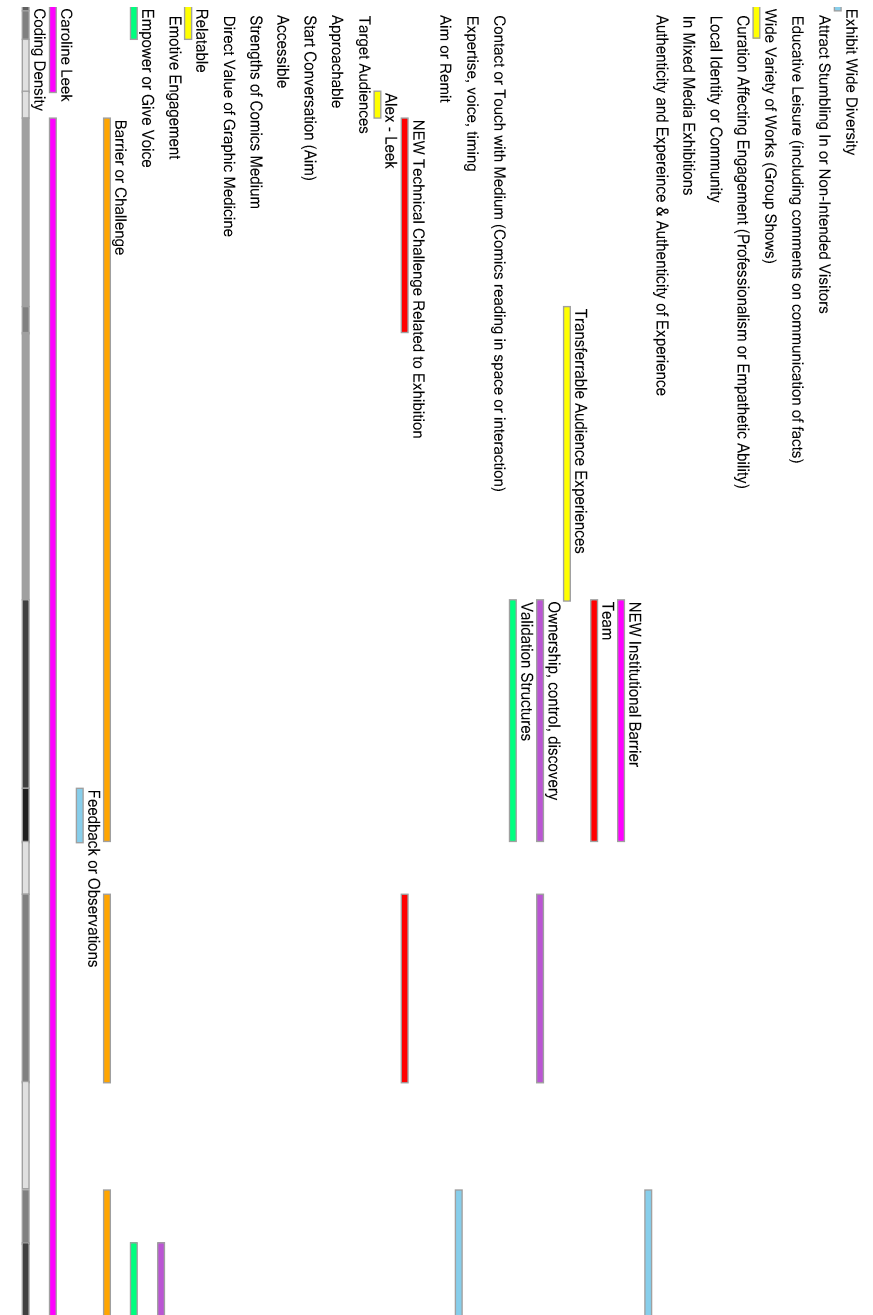 Exhibit Wide Diversity
Attract Stumbling In or Non-Intended Visitors
Educative Leisure (including comments on communication of facts)
Wide Variety of Works (Group Shows)
Curation Affecting Engagement (Professionalism or Empathetic Ability)
Local Identity or Community
In Mixed Media Exhibitions
Authenticity and Expereince & Authenticity of Experience
NEW Institutional Barrier
Team
Transferrable Audience Experiences
Ownership, control, discovery
Validation Structures
Contact or Touch with Medium (Comics reading in space or interaction)
Expertise, voice, timing
Aim or Remit
NEW Technical Challenge Related to Exhibition
Alex - Leek
Target Audiences
Approachable
Start Conversation (Aim)
Accessible
Strengths of Comics Medium
Direct Value of Graphic Medicine
Relatable
Emotive Engagement
Empower or Give Voice
Barrier or Challenge
Feedback or Observations
Caroline Leek
Coding Density